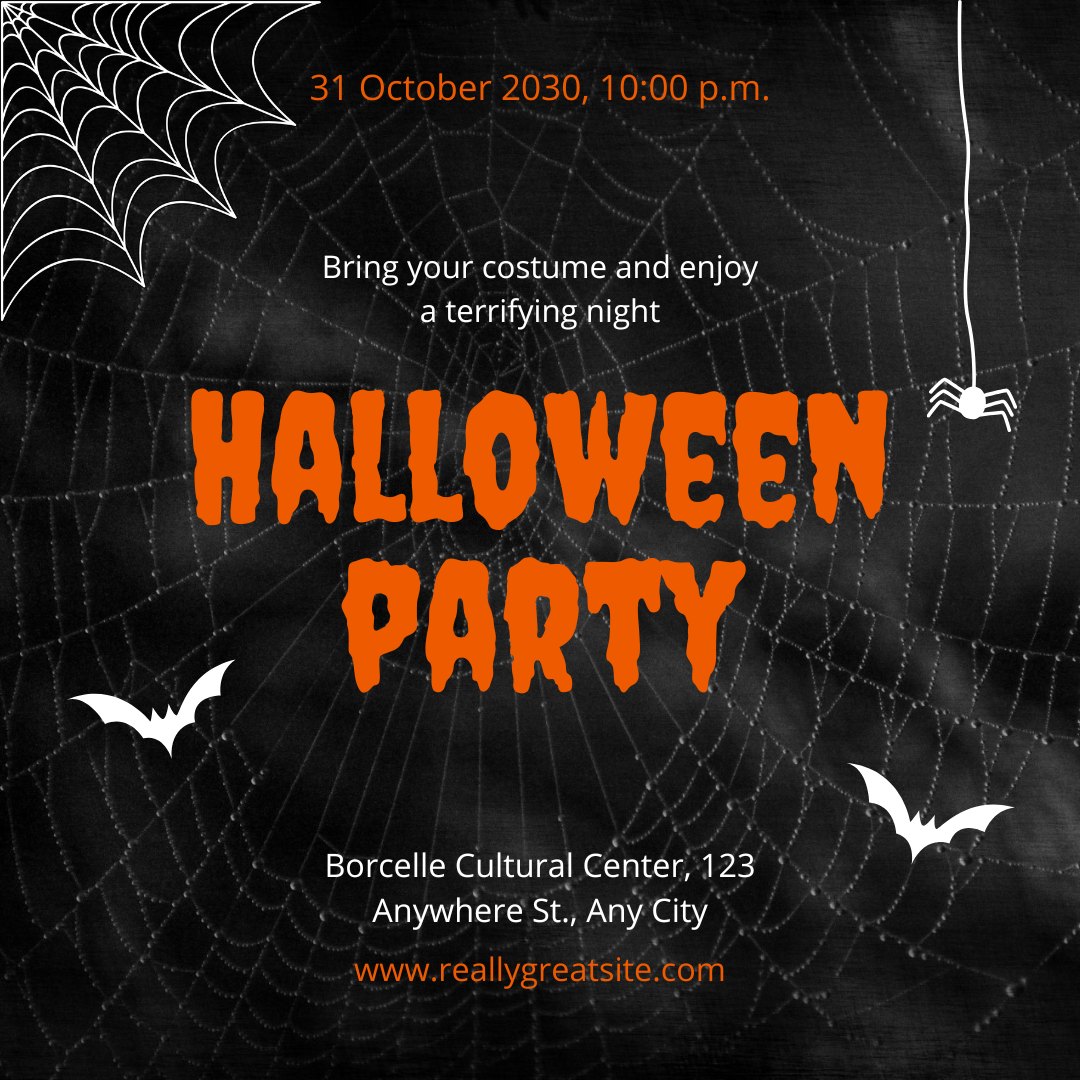 31 October 2030, 10:00 p.m.
Bring your costume and enjoy
a terrifying night
HALLOWEEN
PARTY
Borcelle Cultural Center, 123
Anywhere St., Any City
www.reallygreatsite.com